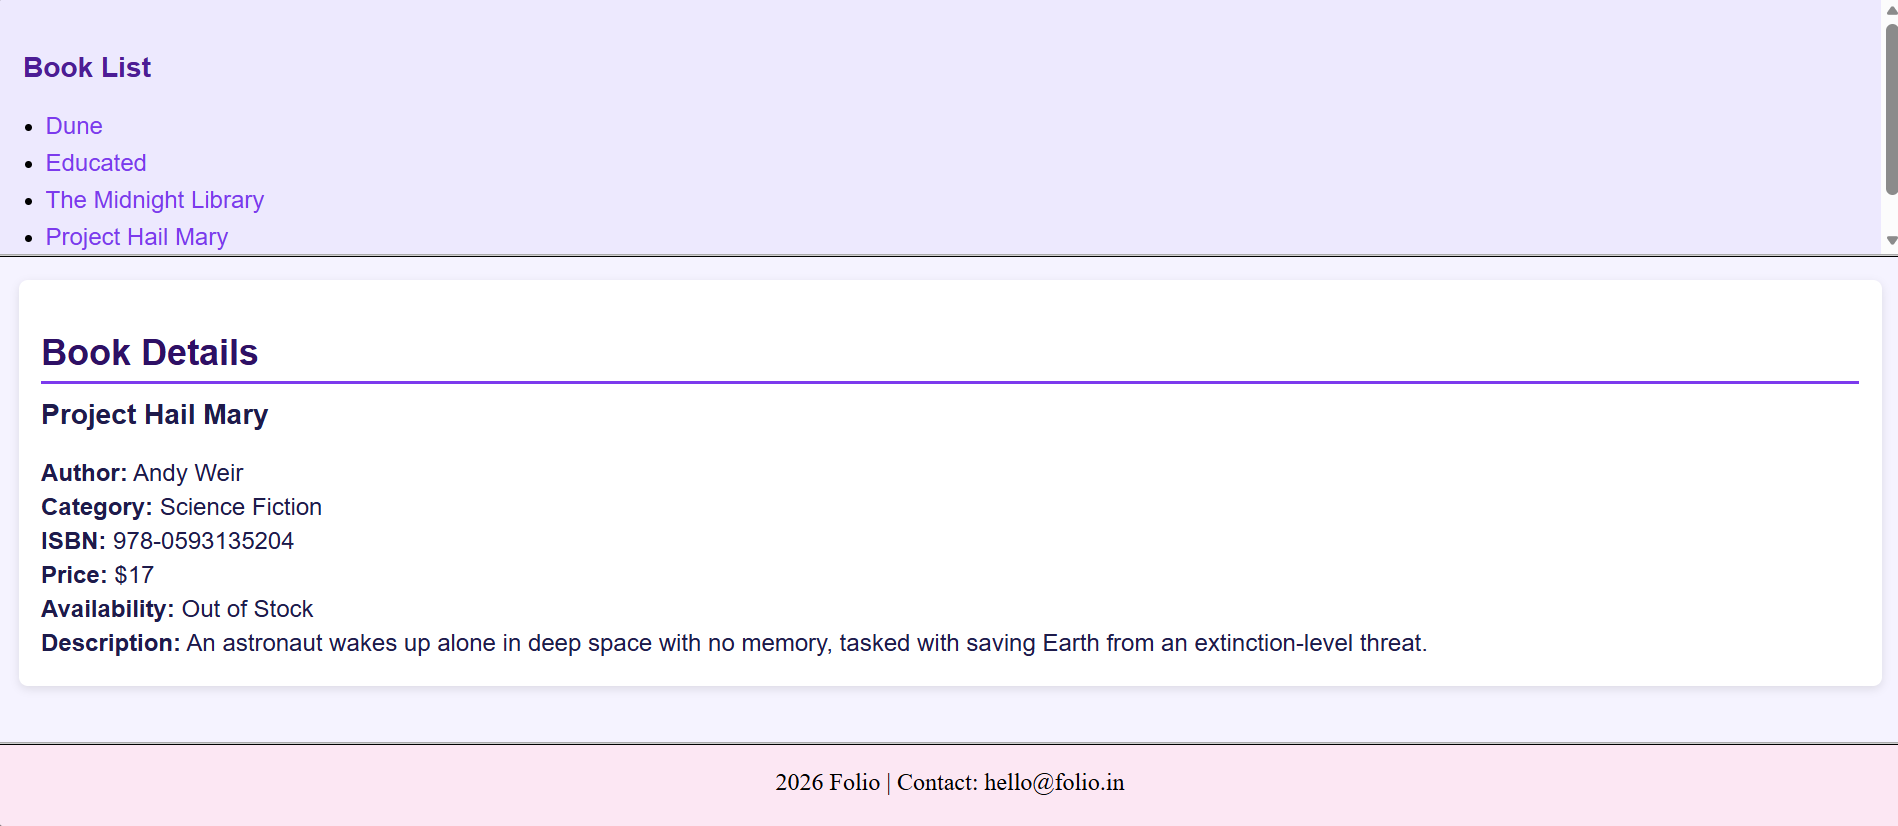 Book List
Dune
Educated
The Midnight Library
Project Hail Mary
Book Details
Project Hail Mary
Author: Andy Weir
Category: Science Fiction
ISBN: 978-0593135204
Price: $17
Availability: Out of Stock
Description: An astronaut wakes up alone in deep space with no memory, tasked with saving Earth from an extinction-level threat.
2026 Folio | Contact: hello@folio.in